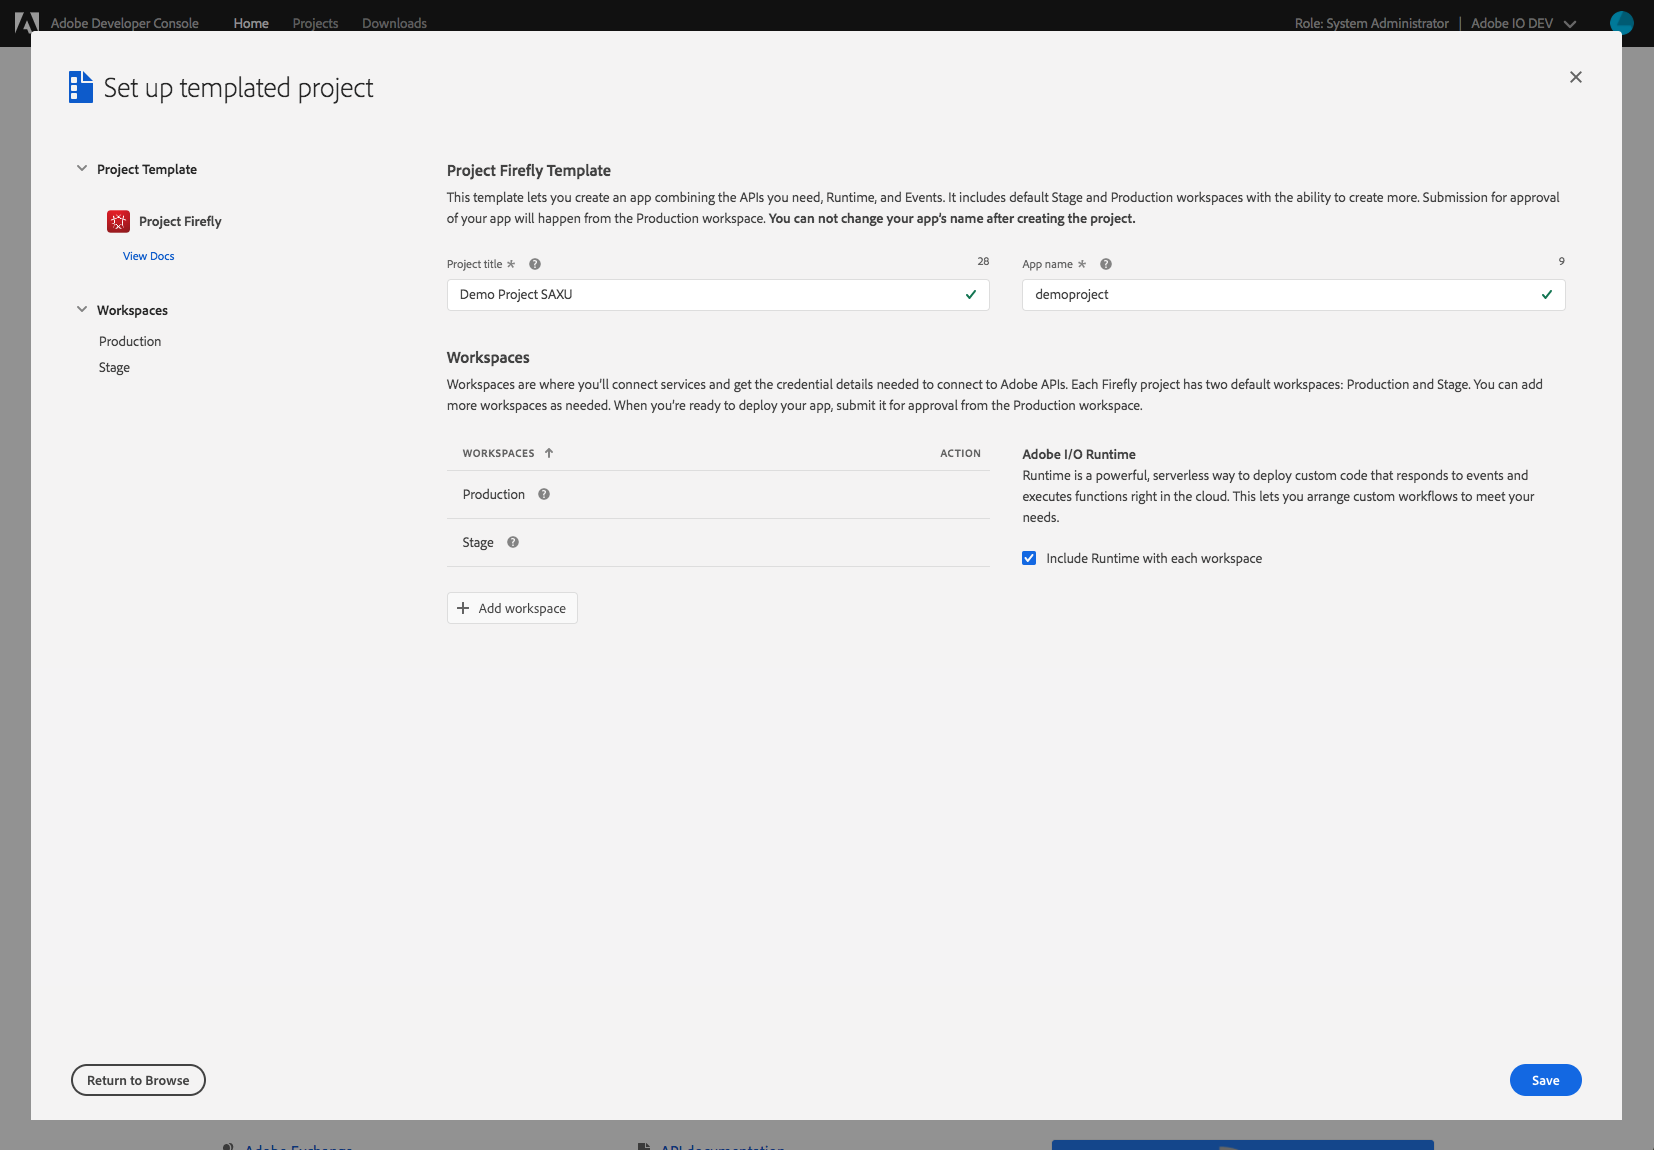 Adobe Developer Console Home Projects Downloads Role: System Administrator | Adobe IO DEV
Set up templated project
Project Template
Project Firefly
View Docs
Workspaces
Production
Stage
Project Firefly Template
This template lets you create an app combining the APIs you need, Runtime, and Events. It includes default Stage and Production workspaces with the ability to create more. Submission for approval
of your app will happen from the Production workspace. You can not change your app's name after creating the project.
Project title * 28
Demo Project SAXU
App name * 9
demoproject
Workspaces
Workspaces are where you'll connect services and get the credential details needed to connect to Adobe APIs. Each Firefly project has two default workspaces: Production and Stage. You can add
more workspaces as needed. When you're ready to deploy your app, submit it for approval from the Production workspace.
WORKSPACES ACTION
Production
Stage
Add workspace
Adobe I/O Runtime
Runtime is a powerful, serverless way to deploy custom code that responds to events and
executes functions right in the cloud. This lets you arrange custom workflows to meet your
needs.
Include Runtime with each workspace
Return to Browse
Save
Adobe Exchange
API documentation